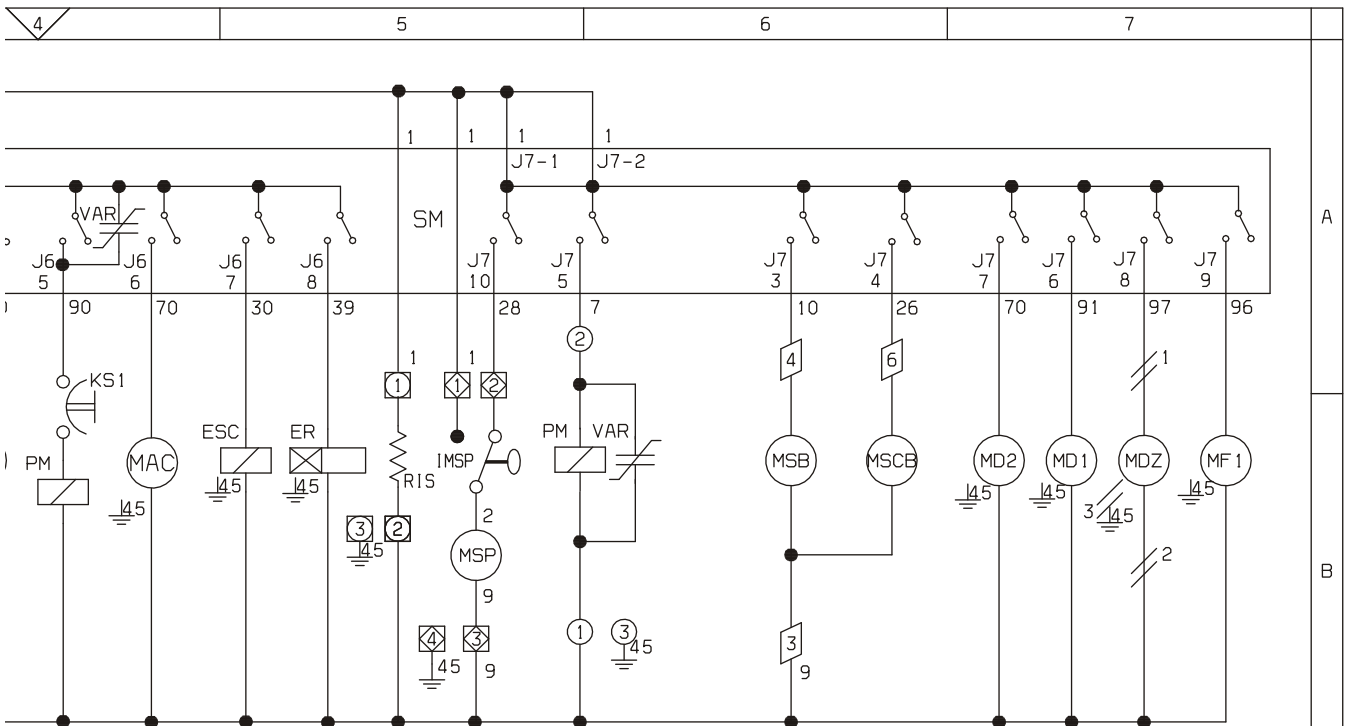 4 5 6 7
1 1 1 1
J7-1 J7-2
VAR SM A
J6 J6 J6 J6 J7 J7 J7 J7 J7 J7 J7 J7
5 6 7 8 10 5 3 4 7 6 8 9
90 70 30 39 28 7 10 26 70 91 97 96
2
1 1 4 6 1
KS1 1 1 2
ESC ER PM VAR
PM MAC IMSP MSB MSCB MD2 MD1 MDZ MF1
RIS
45 45 45 45 45 45
45 3 45
2
3 2
45 MSP 2
B
9
4 3 1 3 3
45 9 45 9